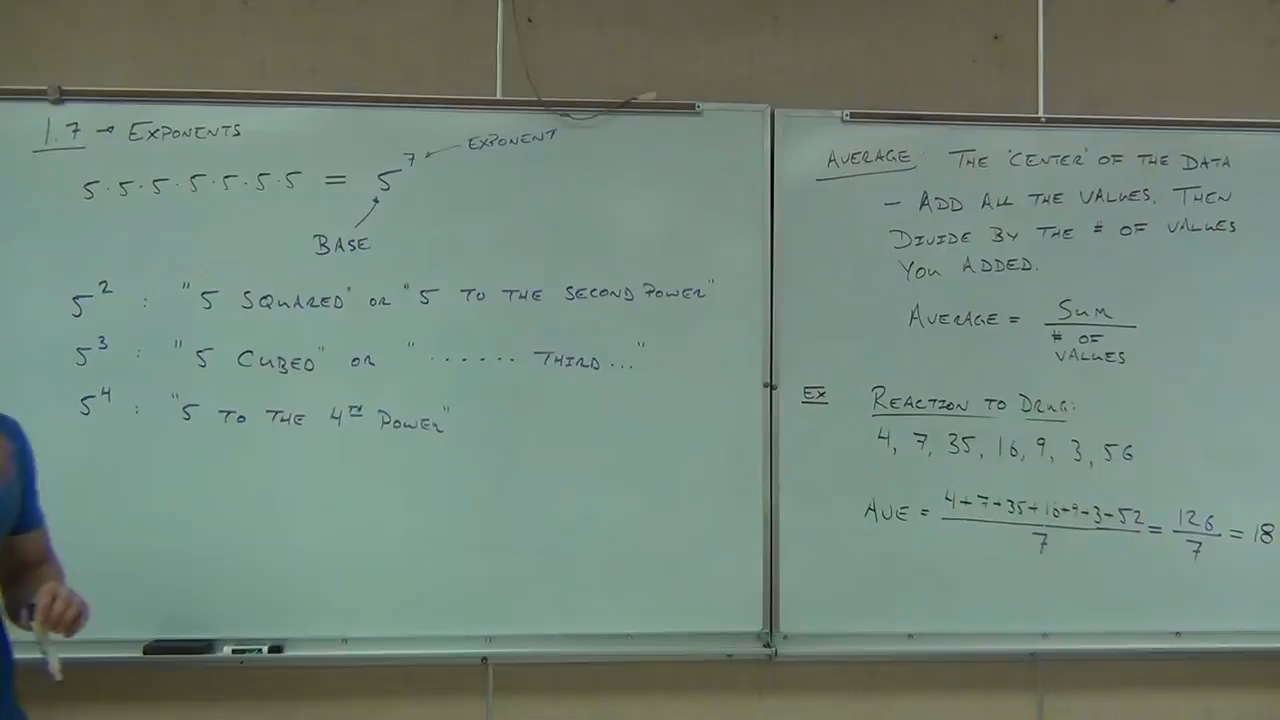 1.7 → EXPONENTS
5·5·5·5·5·5·5 = 5⁷ ← EXPONENT
BASE
5² : "5 SQUARED" OR "5 TO THE SECOND POWER"
5³ : "5 CUBED" OR "······ THIRD..."
5⁴ : "5 TO THE 4TH POWER"
AVERAGE: THE 'CENTER' OF THE DATA
- ADD ALL THE VALUES, THEN
DIVIDE BY THE # OF VALUES
YOU ADDED.
AVERAGE = SUM
# OF
VALUES
EX REACTION TO DRUG:
4, 7, 35, 16, 9, 3, 56
AVE = 4+7+35+16+9+3+52 / 7 = 126 / 7 = 18